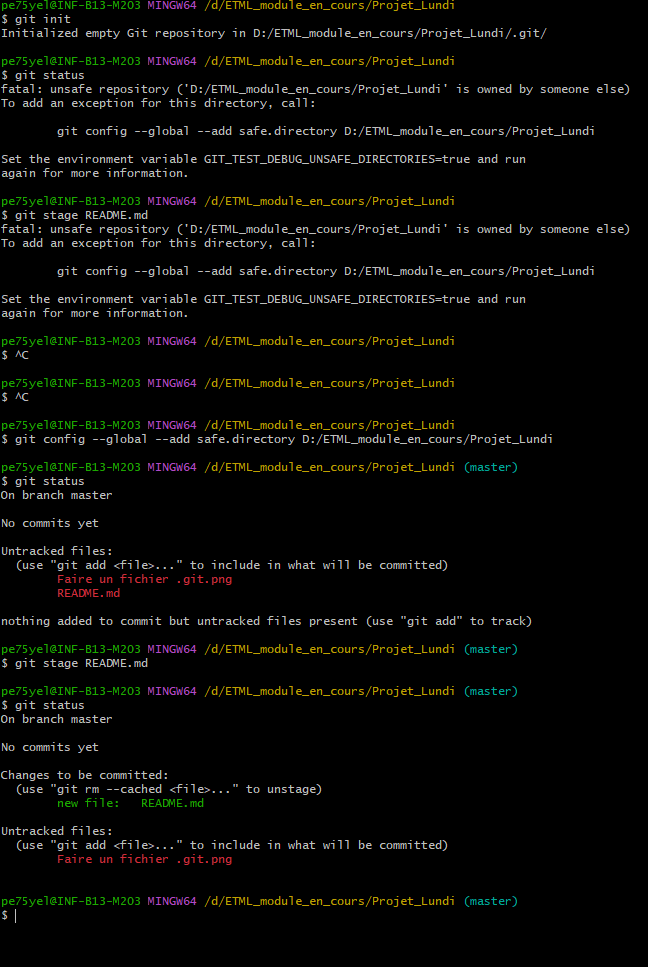 pe75yel@INF-B13-M203 MINGW64 /d/ETML_module_en_cours/Projet_Lundi
$ git init
Initialized empty Git repository in D:/ETML_module_en_cours/Projet_Lundi/.git/
pe75yel@INF-B13-M203 MINGW64 /d/ETML_module_en_cours/Projet_Lundi
$ git status
fatal: unsafe repository ('D:/ETML_module_en_cours/Projet_Lundi' is owned by someone else)
To add an exception for this directory, call:
git config --global --add safe.directory D:/ETML_module_en_cours/Projet_Lundi
Set the environment variable GIT_TEST_DEBUG_UNSAFE_DIRECTORIES=true and run
again for more information.
pe75yel@INF-B13-M203 MINGW64 /d/ETML_module_en_cours/Projet_Lundi
$ git stage README.md
fatal: unsafe repository ('D:/ETML_module_en_cours/Projet_Lundi' is owned by someone else)
To add an exception for this directory, call:
git config --global --add safe.directory D:/ETML_module_en_cours/Projet_Lundi
Set the environment variable GIT_TEST_DEBUG_UNSAFE_DIRECTORIES=true and run
again for more information.
pe75yel@INF-B13-M203 MINGW64 /d/ETML_module_en_cours/Projet_Lundi
$ ^C
pe75yel@INF-B13-M203 MINGW64 /d/ETML_module_en_cours/Projet_Lundi
$ ^C
pe75yel@INF-B13-M203 MINGW64 /d/ETML_module_en_cours/Projet_Lundi
$ git config --global --add safe.directory D:/ETML_module_en_cours/Projet_Lundi
pe75yel@INF-B13-M203 MINGW64 /d/ETML_module_en_cours/Projet_Lundi (master)
$ git status
On branch master
No commits yet
Untracked files:
(use "git add <file>..." to include in what will be committed)
Faire un fichier .git.png
README.md
nothing added to commit but untracked files present (use "git add" to track)
pe75yel@INF-B13-M203 MINGW64 /d/ETML_module_en_cours/Projet_Lundi (master)
$ git stage README.md
pe75yel@INF-B13-M203 MINGW64 /d/ETML_module_en_cours/Projet_Lundi (master)
$ git status
On branch master
No commits yet
Changes to be committed:
(use "git rm --cached <file>..." to unstage)
new file:   README.md
Untracked files:
(use "git add <file>..." to include in what will be committed)
Faire un fichier .git.png
pe75yel@INF-B13-M203 MINGW64 /d/ETML_module_en_cours/Projet_Lundi (master)
$